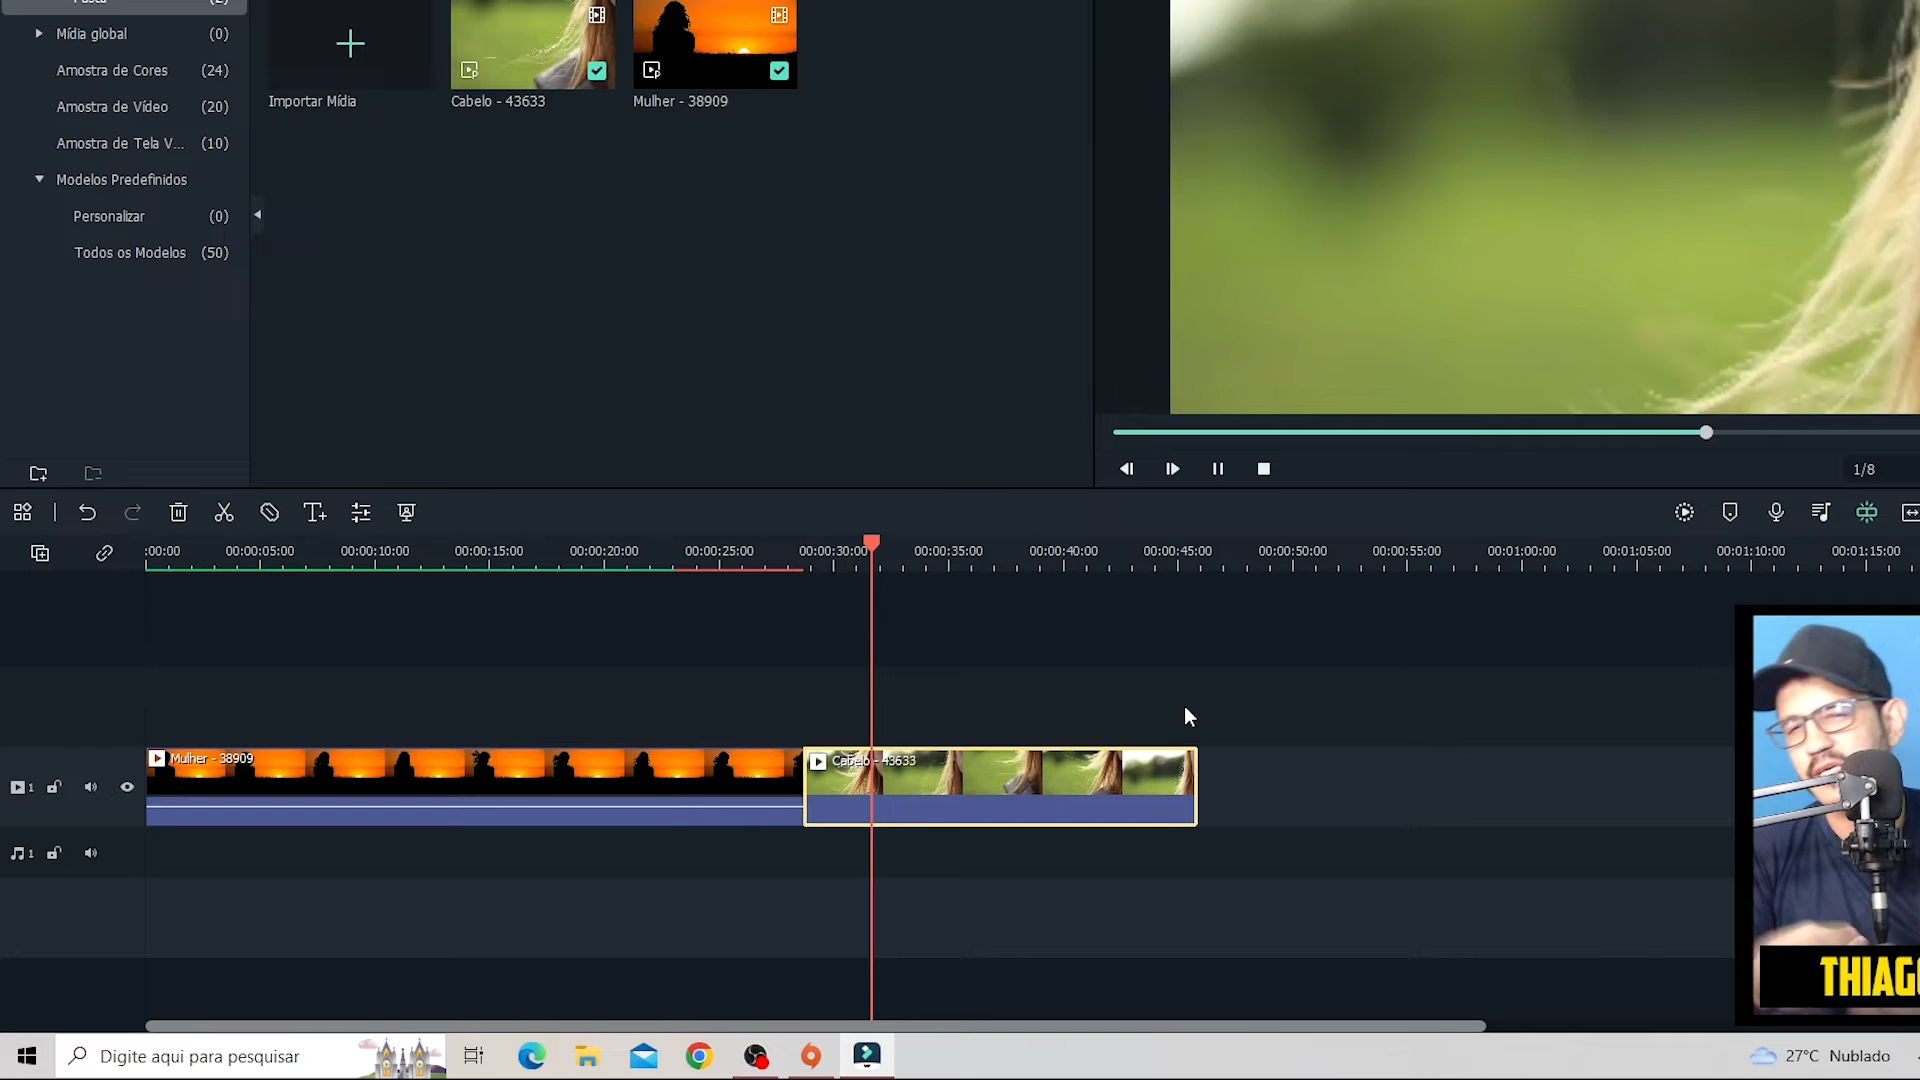 (2)
Mídia global (0)
Amostra de Cores (24)
Amostra de Vídeo (20)
Amostra de Tela V... (10)
Modelos Predefinidos
Personalizar (0)
Todos os Modelos (50)
Importar Mídia
Cabelo - 43633
Mulher - 38909
1/8
:00:00 00:00:05:00 00:00:10:00 00:00:15:00 00:00:20:00 00:00:25:00 00:00:30:00 00:00:35:00 00:00:40:00 00:00:45:00 00:00:50:00 00:00:55:00 00:01:00:00 00:01:05:00 00:01:10:00 00:01:15:00
Mulher - 38909
Cabelo - 43633
1
1
THIAGO
Digite aqui para pesquisar
27°C Nublado